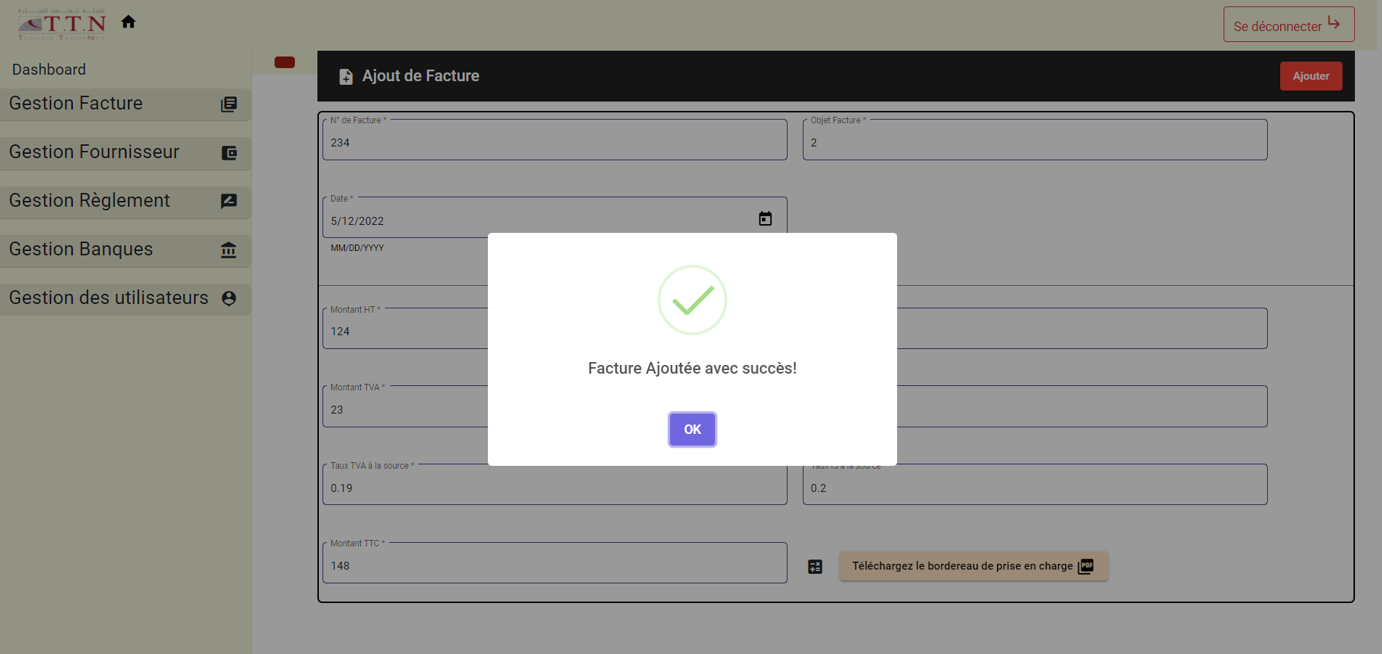 T.T.N
Se déconnecter
Dashboard
Gestion Facture
Gestion Fournisseur
Gestion Règlement
Gestion Banques
Gestion des utilisateurs
Ajout de Facture
Ajouter
N° de Facture *
234
Objet Facture *
2
Date *
5/12/2022
MM/DD/YYYY
Montant HT *
124
Montant TVA *
23
Facture Ajoutée avec succès!
OK
Taux TVA à la source *
0.19
0.2
Montant TTC *
148
Téléchargez le bordereau de prise en charge
PDF